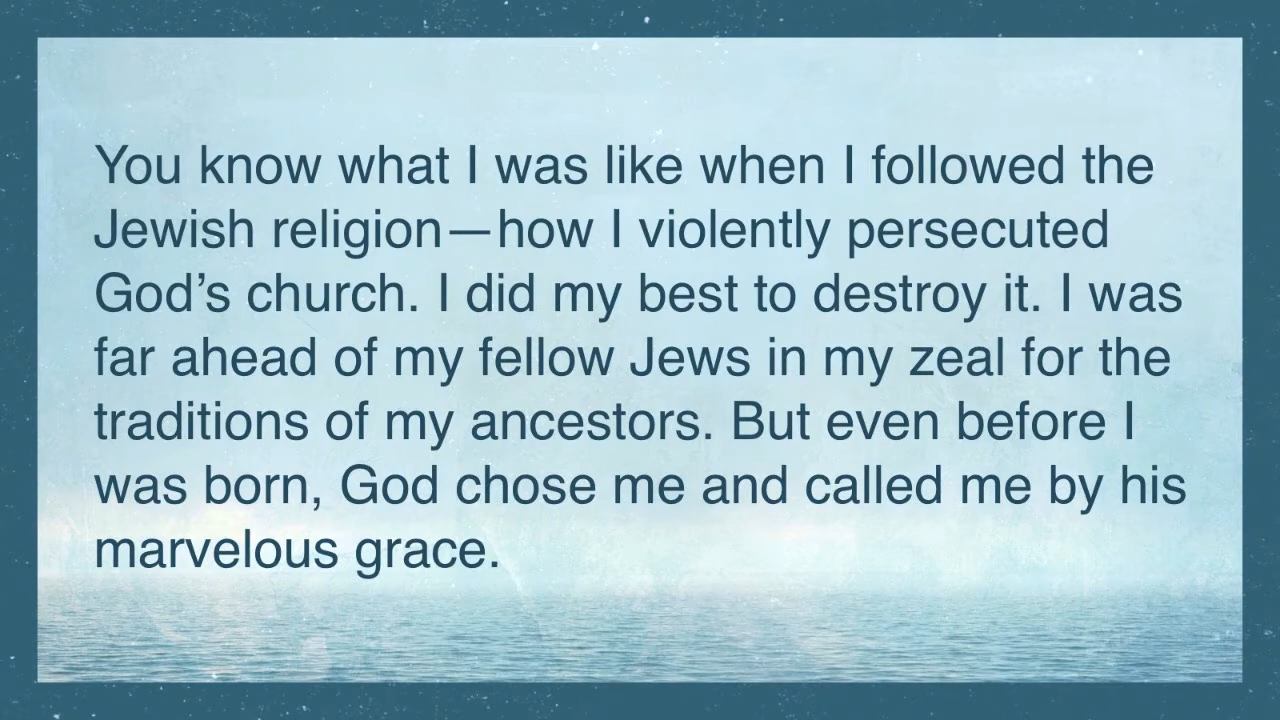 You know what I was like when I followed the
Jewish religion—how I violently persecuted
God’s church. I did my best to destroy it. I was
far ahead of my fellow Jews in my zeal for the
traditions of my ancestors. But even before I
was born, God chose me and called me by his
marvelous grace.